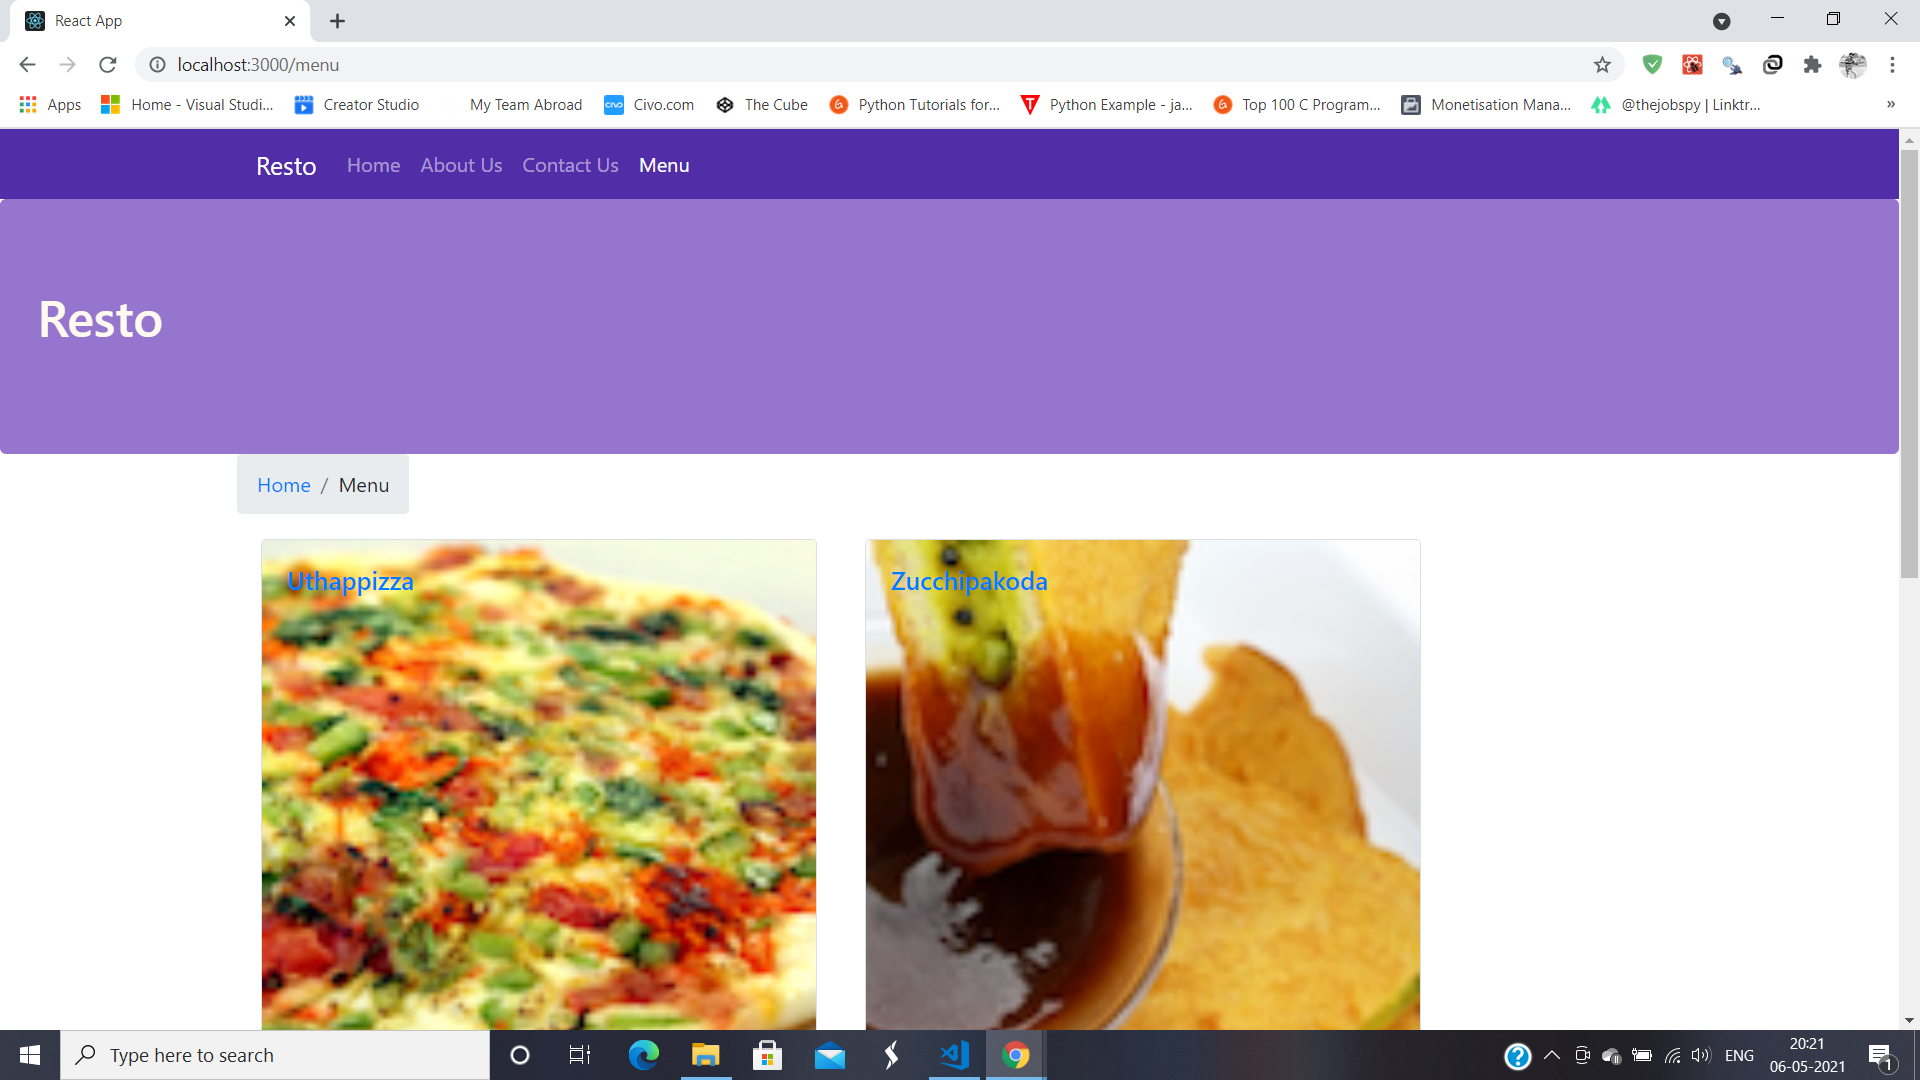 React App
localhost:3000/menu
Apps Home - Visual Studi... Creator Studio My Team Abroad CIVO Civo.com The Cube Python Tutorials for... Python Example - ja... Top 100 C Program... Monetisation Mana... @thejobspy | Linktr... »
Resto Home About Us Contact Us Menu
Resto
Home / Menu
Uthappizza Zucchipakoda
Type here to search
ENG 20:21
06-05-2021 1